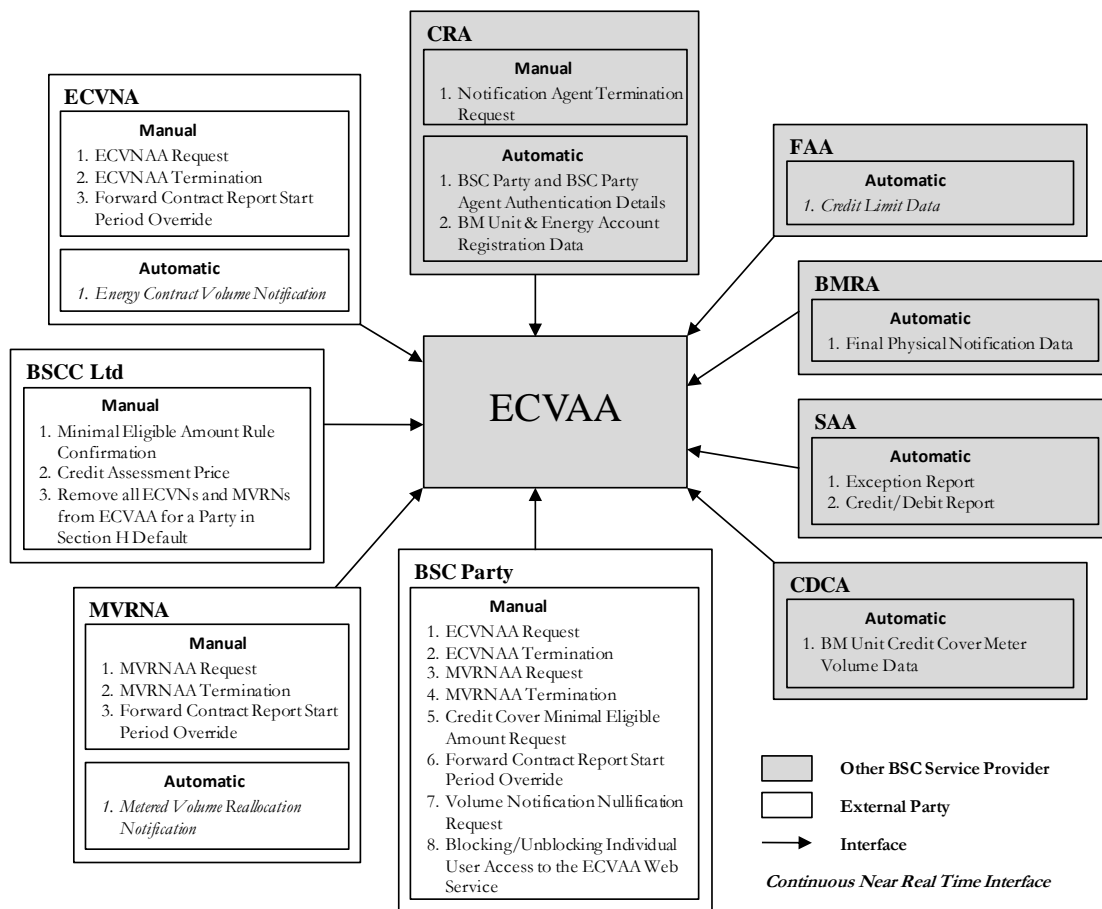 CRA
Manual
1. Notification Agent Termination
Request
Automatic
1. BSC Party and BSC Party
Agent Authentication Details
2. BM Unit & Energy Account
Registration Data
ECVNA
Manual
1. ECVNAA Request
2. ECVNAA Termination
3. Forward Contract Report Start
Period Override
Automatic
1. Energy Contract Volume Notification
FAA
Automatic
1. Credit Limit Data
BMRA
Automatic
1. Final Physical Notification Data
BSCC Ltd
Manual
1. Minimal Eligible Amount Rule
Confirmation
2. Credit Assessment Price
3. Remove all ECVNs and MVRNs
from ECVAA for a Party in
Section H Default
ECVAA
SAA
Automatic
1. Exception Report
2. Credit/Debit Report
MVRNA
Manual
1. MVRNAA Request
2. MVRNAA Termination
3. Forward Contract Report Start
Period Override
Automatic
1. Metered Volume Reallocation
Notification
BSC Party
Manual
1. ECVNAA Request
2. ECVNAA Termination
3. MVRNAA Request
4. MVRNAA Termination
5. Credit Cover Minimal Eligible
Amount Request
6. Forward Contract Report Start
Period Override
7. Volume Notification Nullification
Request
8. Blocking/Unblocking Individual
User Access to the ECVAA Web
Service
CDCA
Automatic
1. BM Unit Credit Cover Meter
Volume Data
Other BSC Service Provider
External Party
Interface
Continuous Near Real Time Interface